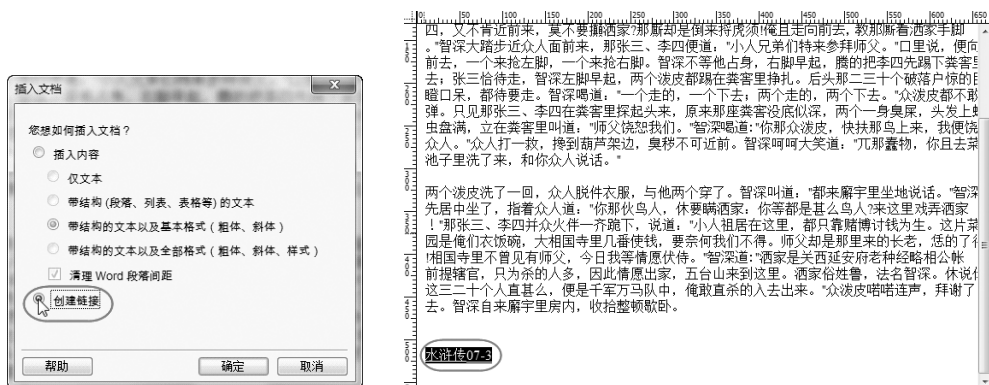 插入文档
您想如何插入文档？
插入内容
仅文本
带结构 (段落、列表、表格等) 的文本
带结构的文本以及基本格式（粗体、斜体）
带结构的文本以及全部格式（粗体、斜体、样式）
清理 Word 段落间距
创建链接
帮助
确定
取消
0 50 100 150 200 250 300 350 400 450 500 550 600 650
四，又不肯近前来，莫不要攧洒家?那厮却是倒来捋虎须!俺且走向前去，教那厮看洒家手脚
。"智深大踏步近众人面前来，那张三、李四便道："小人兄弟们特来参拜师父。"口里说，便向
前去，一个来抢左脚，一个来抢右脚。智深不等他占身，右脚早起，腾的把李四先踢下粪窖里
去；张三恰待走，智深左脚早起，两个泼皮都踢在粪窖里挣扎。后头那二三十个破落户惊的目
瞪口呆，都待要走。智深喝道："一个走的，一个下去；两个走的，两个下去。"众泼皮都不敢
弹。只见那张三、李四在粪窖里探起头来，原来那座粪窖没底似深，两个一身臭屎，头发上蛆
虫盘满，立在粪窖里叫道："师父饶恕我们。"智深喝道："你那众泼皮，快扶那鸟上来，我便饶
众人。"众人打一救，搀到葫芦架边，臭秽不可近前。智深呵呵大笑道："兀那蠢物，你且去菜
池子里洗了来，和你众人说话。"
两个泼皮洗了一回，众人脱件衣服，与他两个穿了。智深叫道："都来廨宇里坐地说话。"智深
先居中坐了，指着众人道："你那伙鸟人，休要瞒洒家：你等都是甚么鸟人?来这里戏弄洒家
！"那张三、李四并众火伴一齐跪下，说道："小人祖居在这里，都只靠赌博讨钱为生。这片菜
园是俺们衣饭碗，大相国寺里几番使钱，要奈何我们不得。师父却是那里来的长老，恁的了得
!相国寺里不曾见有师父，今日我等情愿伏侍。"智深道："洒家是关西延安府老种经略相公帐
前提辖官，只为杀的人多，因此情愿出家，五台山来到这里。洒家俗姓鲁，法名智深。休说你
这三二十个人直甚么，便是千军万马队中，俺敢直杀的入去出来。"众泼皮喏喏连声，拜谢了
去。智深自来廨宇里房内，收拾整顿歇卧。
水浒传07-3